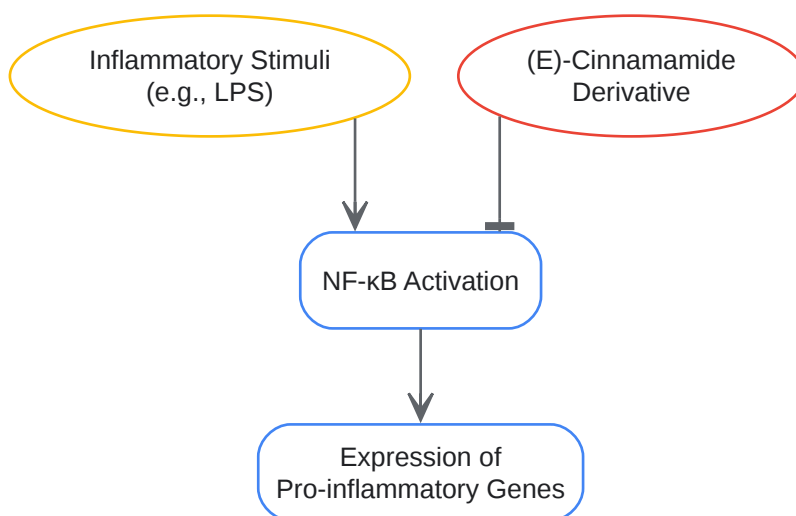 Inflammatory Stimuli
(e.g., LPS)
(E)-Cinnamamide
Derivative
NF-κB Activation
Expression of
Pro-inflammatory Genes